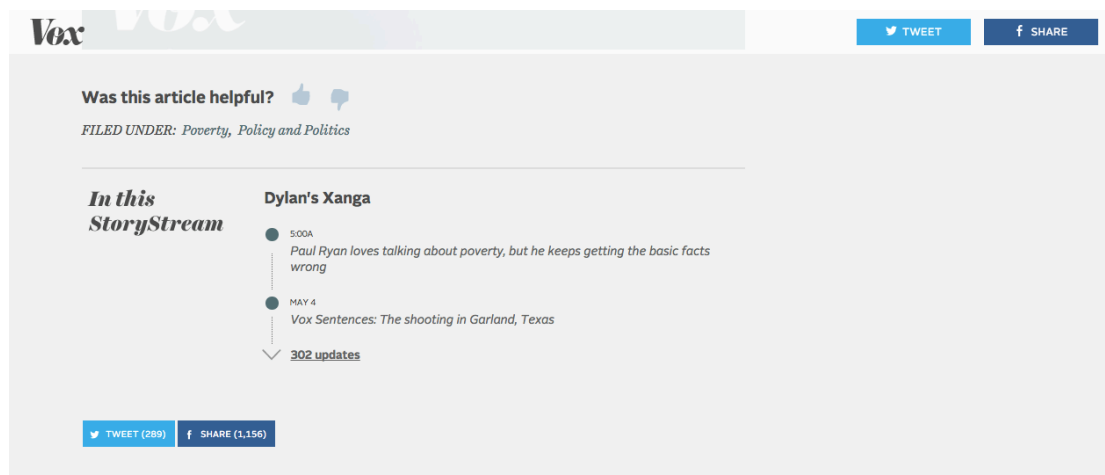 Vox
TWEET
SHARE
Was this article helpful?
FILED UNDER: Poverty, Policy and Politics
In this
StoryStream
Dylan's Xanga
5:00A
Paul Ryan loves talking about poverty, but he keeps getting the basic facts
wrong
MAY 4
Vox Sentences: The shooting in Garland, Texas
302 updates
TWEET (289)
SHARE (1,156)